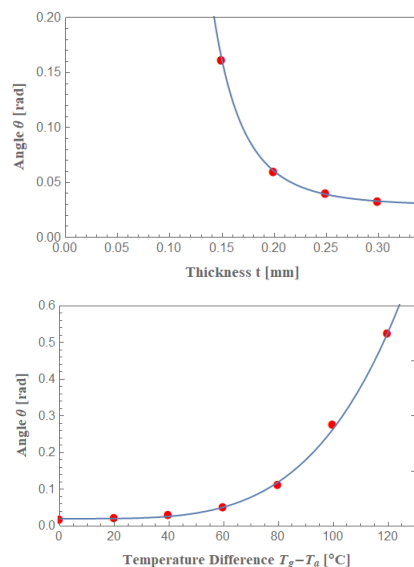 0.20
0.15
0.10
0.05
0.00
Angle θ [rad]
0.00 0.05 0.10 0.15 0.20 0.25 0.30
Thickness t [mm]
0.6
0.5
0.4
0.3
0.2
0.1
0.0
Angle θ [rad]
0 20 40 60 80 100 120
Temperature Difference T_g−T_a [°C]